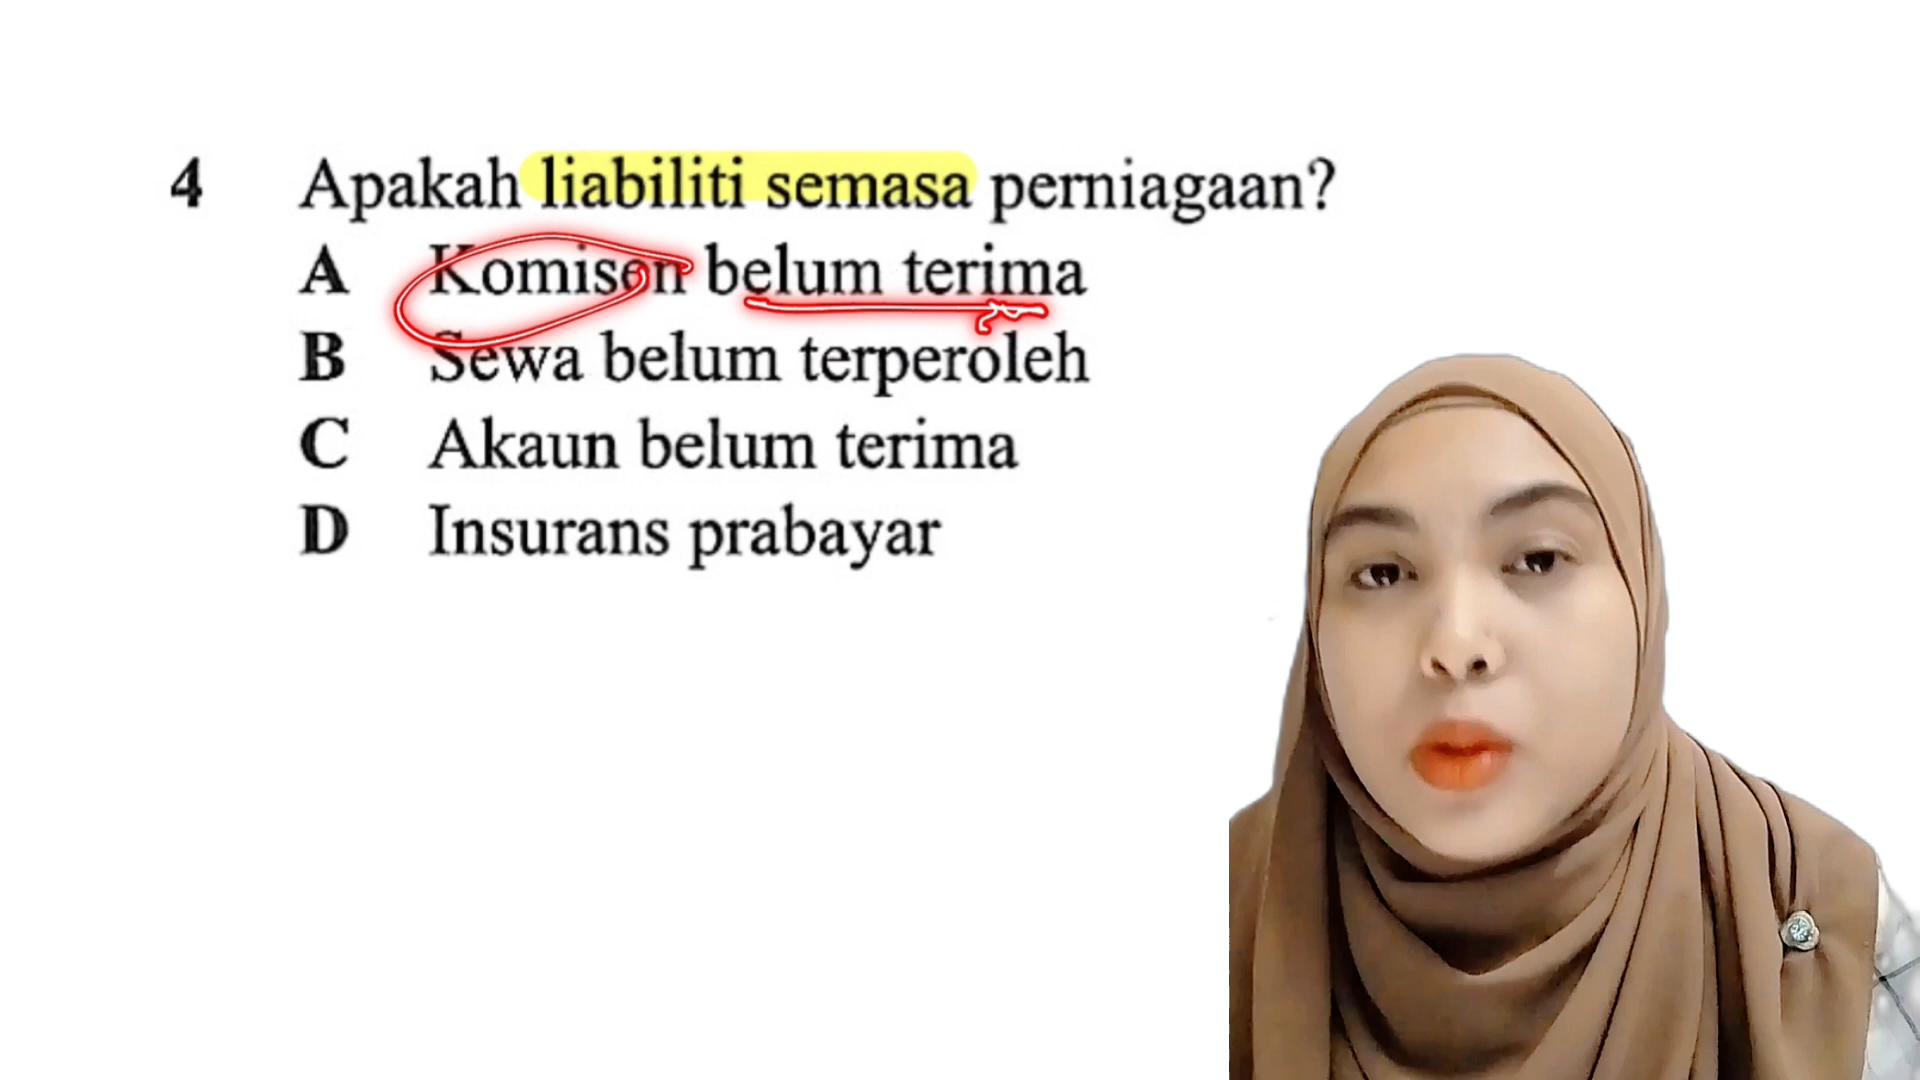 4 Apakah liabiliti semasa perniagaan?
A Komisen belum terima
B Sewa belum terperoleh
C Akaun belum terima
D Insurans prabayar